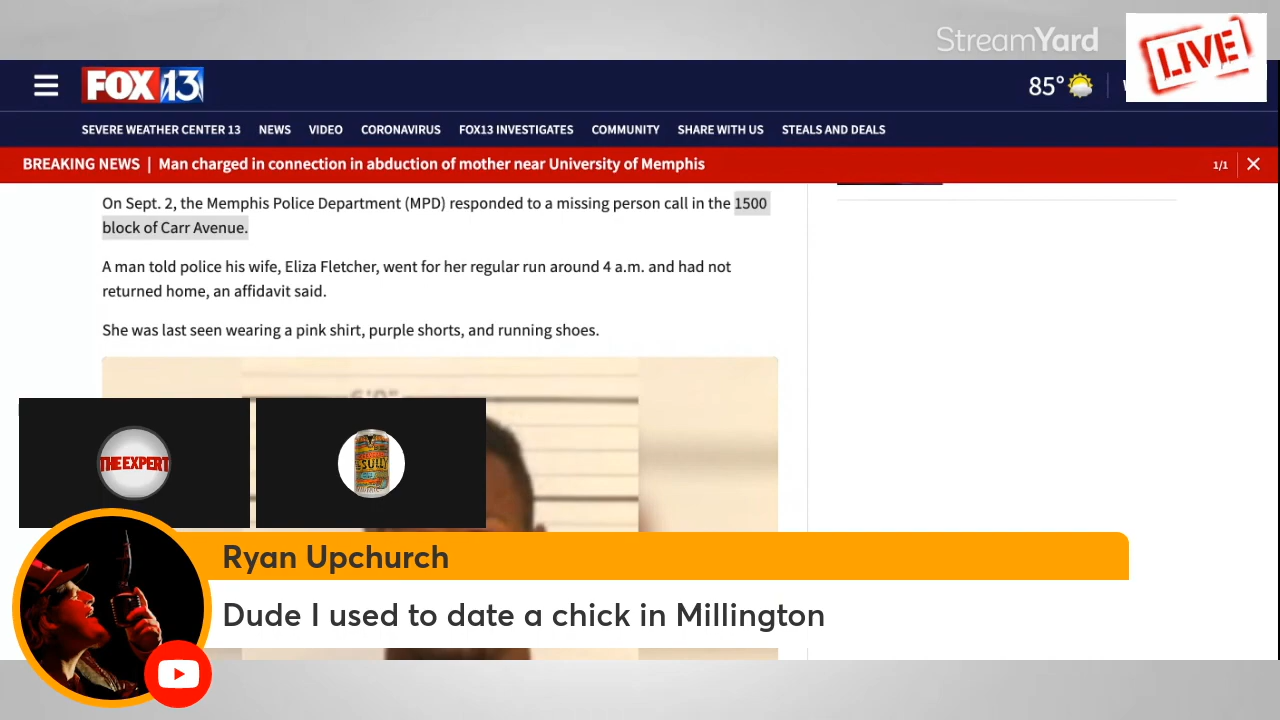 StreamYard
LIVE
FOX 13
85°
SEVERE WEATHER CENTER 13 NEWS VIDEO CORONAVIRUS FOX13 INVESTIGATES COMMUNITY SHARE WITH US STEALS AND DEALS
BREAKING NEWS | Man charged in connection in abduction of mother near University of Memphis
1/1
On Sept. 2, the Memphis Police Department (MPD) responded to a missing person call in the 1500
block of Carr Avenue.
A man told police his wife, Eliza Fletcher, went for her regular run around 4 a.m. and had not
returned home, an affidavit said.
She was last seen wearing a pink shirt, purple shorts, and running shoes.
THE EXPERT
SULLY
Ryan Upchurch
Dude I used to date a chick in Millington